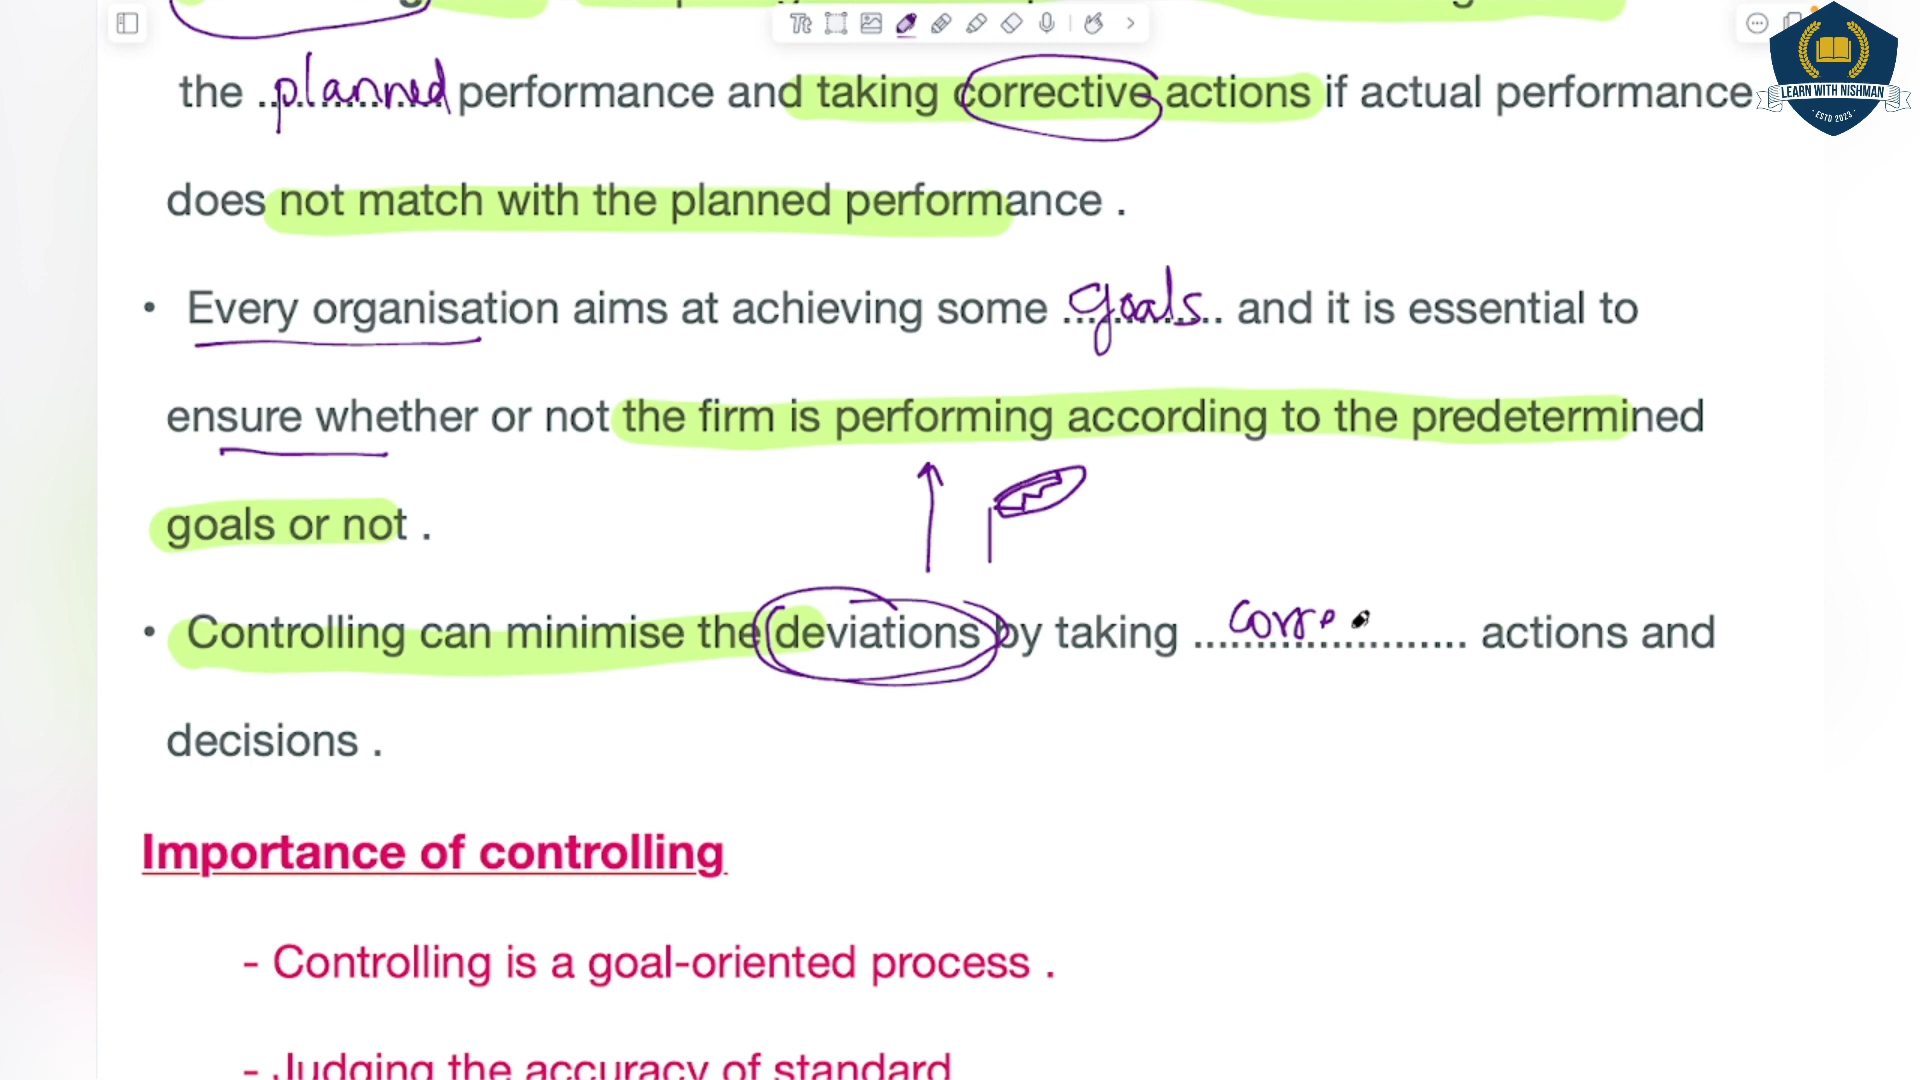 the ..planned performance and taking corrective actions if actual performance
does not match with the planned performance .
• Every organisation aims at achieving some ..goals.. and it is essential to
ensure whether or not the firm is performing according to the predetermined
goals or not .
• Controlling can minimise the deviations by taking ...corre................... actions and
decisions .
Importance of controlling
- Controlling is a goal-oriented process .
- Judging the accuracy of standard
Tt
LEARN WITH NISHMAN
· ESTD 2023 ·